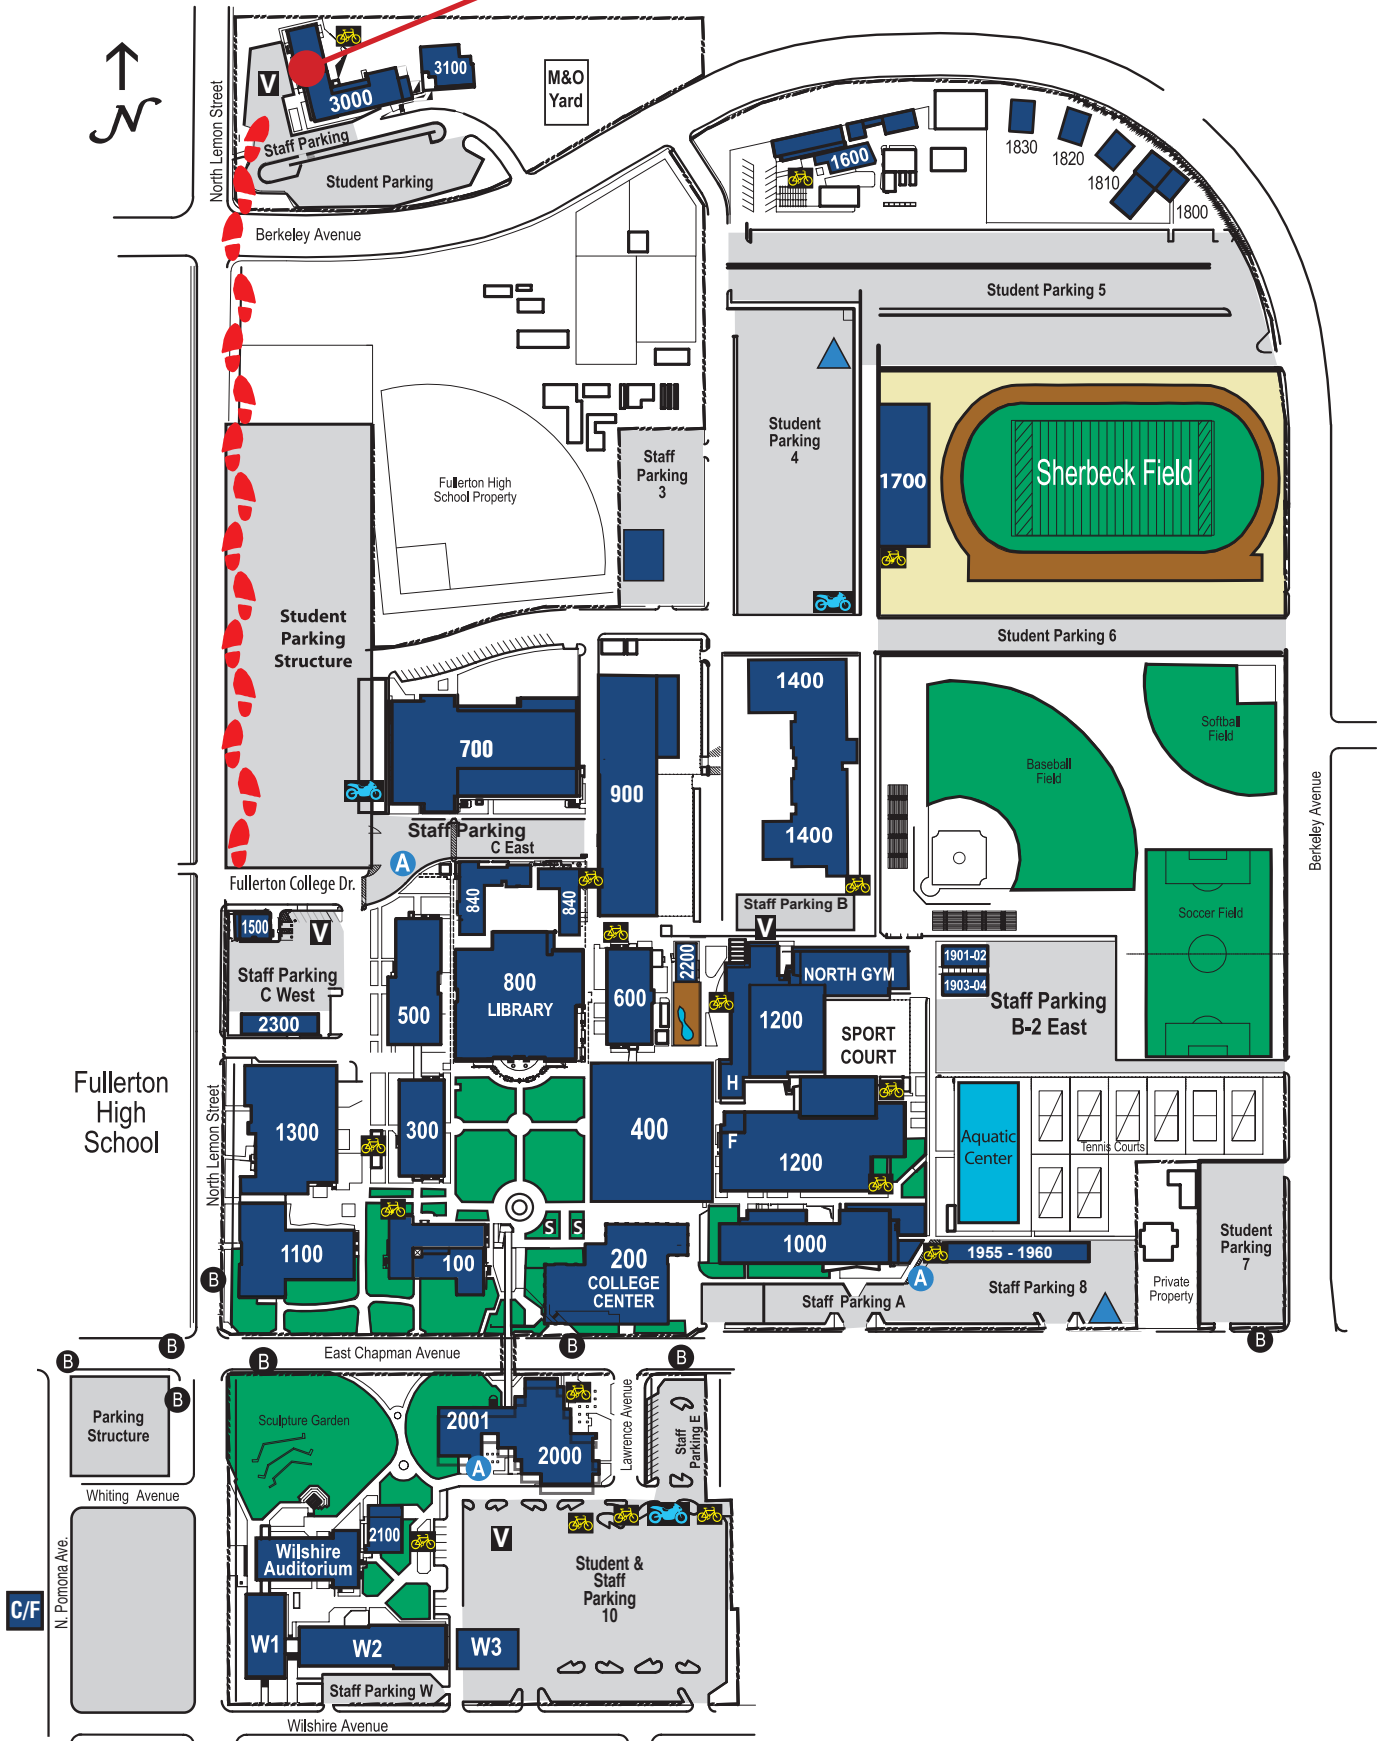 N
North Lemon Street
V
3000
3100
Staff Parking
Student Parking
M&O
Yard
Berkeley Avenue
1600
1830
1820
1810
1800
Student Parking 5
Student
Parking
4
Staff
Parking
3
Fullerton High
School Property
1700
Sherbeck Field
Student Parking 6
Student
Parking
Structure
700
900
1400
1400
Softball
Field
Baseball
Field
Berkeley Avenue
Staff Parking
C East
A
Fullerton College Dr.
840
840
Staff Parking B
V
Soccer Field
1500
V
Staff Parking
C West
2300
500
800
LIBRARY
600
2200
NORTH GYM
1200
SPORT
COURT
H
1901-02
1903-04
Staff Parking
B-2 East
Fullerton
High
School
North Lemon Street
1300
300
400
F
1200
Aquatic
Center
Tennis Courts
1100
100
S
S
200
COLLEGE
CENTER
1000
1955 - 1960
A
Staff Parking A
Staff Parking 8
Private
Property
Student
Parking
7
B
B
B
B
B
B
B
B
East Chapman Avenue
Parking
Structure
Whiting Avenue
N. Pomona Ave.
C/F
Sculpture Garden
2001
2000
A
Lawrence Avenue
Staff
Parking E
V
2100
Wilshire
Auditorium
Student &
Staff
Parking
10
W1
W2
W3
Staff Parking W
Wilshire Avenue